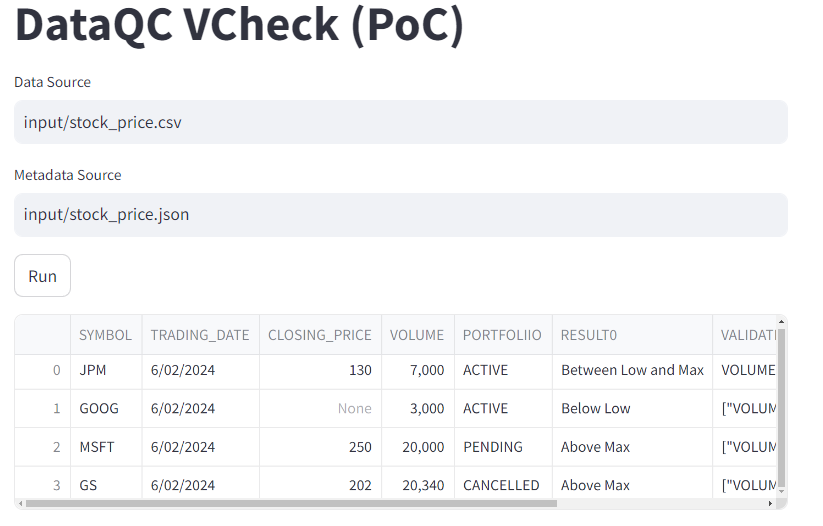 DataQC VCheck (PoC)
Data Source
input/stock_price.csv
Metadata Source
input/stock_price.json
Run
SYMBOL TRADING_DATE CLOSING_PRICE VOLUME PORTFOLIIO RESULT0 VALIDATI
0 JPM 6/02/2024 130 7,000 ACTIVE Between Low and Max VOLUME
1 GOOG 6/02/2024 None 3,000 ACTIVE Below Low ["VOLUM
2 MSFT 6/02/2024 250 20,000 PENDING Above Max ["VOLUM
3 GS 6/02/2024 202 20,340 CANCELLED Above Max ["VOLUM